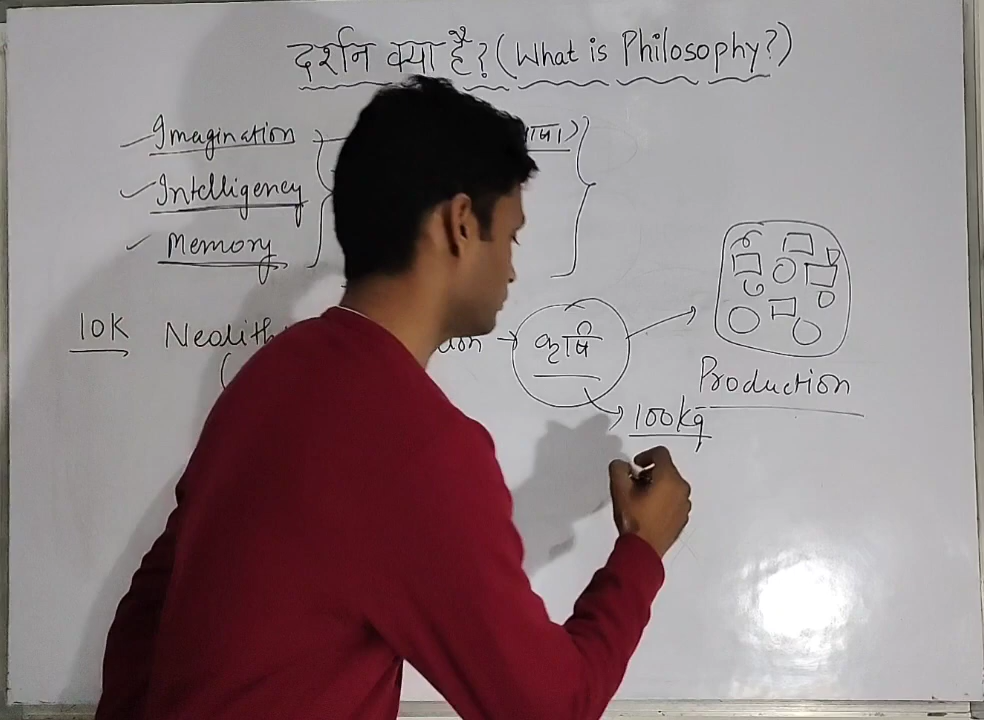 दर्शन क्या है? (What is Philosophy?)
Imagination
Intelligency
Memory
10K कृषि
Production
100kg